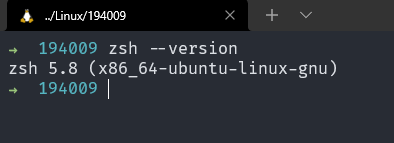 ../Linux/194009
→ 194009 zsh --version
zsh 5.8 (x86_64-ubuntu-linux-gnu)
→ 194009